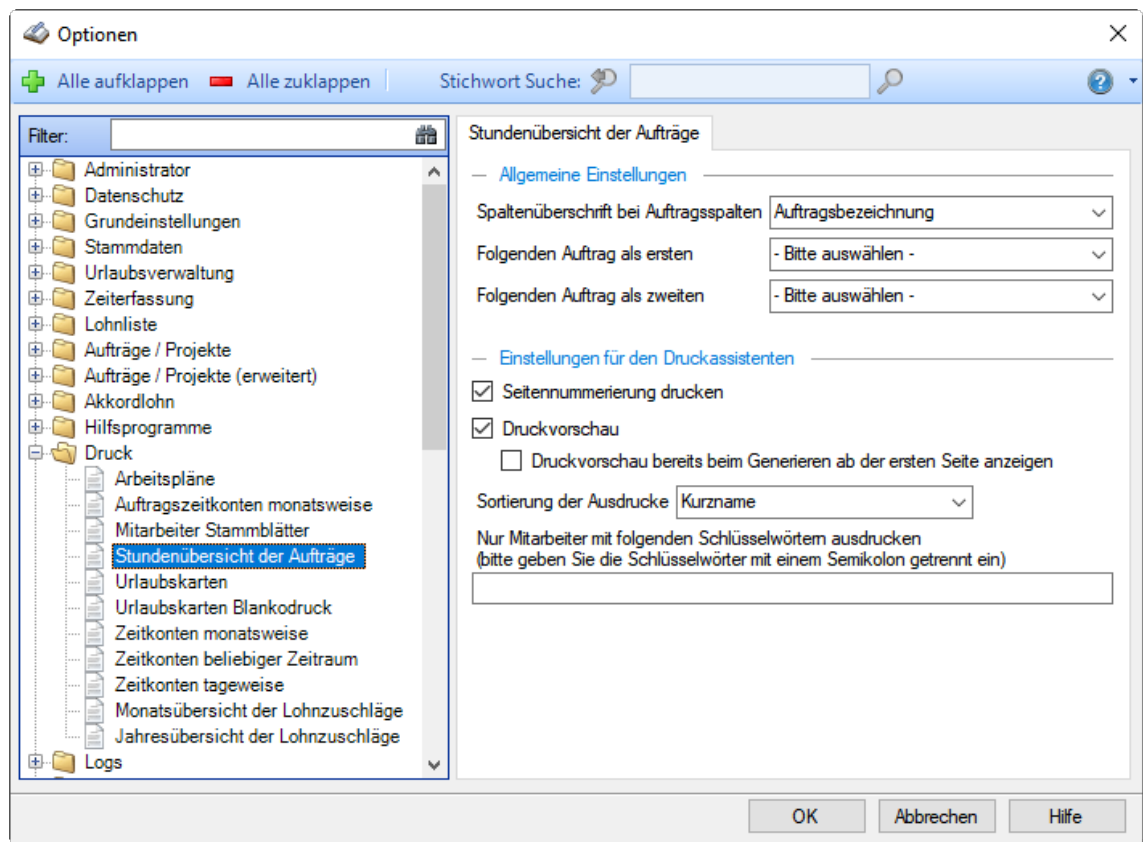 Optionen
Alle aufklappen Alle zuklappen Stichwort Suche:
Filter:
Administrator
Datenschutz
Grundeinstellungen
Stammdaten
Urlaubsverwaltung
Zeiterfassung
Lohnliste
Aufträge / Projekte
Aufträge / Projekte (erweitert)
Akkordlohn
Hilfsprogramme
Druck
Arbeitspläne
Auftragszeitkonten monatsweise
Mitarbeiter Stammblätter
Stundenübersicht der Aufträge
Urlaubskarten
Urlaubskarten Blankodruck
Zeitkonten monatsweise
Zeitkonten beliebiger Zeitraum
Zeitkonten tageweise
Monatsübersicht der Lohnzuschläge
Jahresübersicht der Lohnzuschläge
Logs
Stundenübersicht der Aufträge
Allgemeine Einstellungen
Spaltenüberschrift bei Auftragsspalten Auftragsbezeichnung
Folgenden Auftrag als ersten - Bitte auswählen -
Folgenden Auftrag als zweiten - Bitte auswählen -
Einstellungen für den Druckassistenten
Seitennummerierung drucken
Druckvorschau
Druckvorschau bereits beim Generieren ab der ersten Seite anzeigen
Sortierung der Ausdrucke Kurzname
Nur Mitarbeiter mit folgenden Schlüsselwörtern ausdrucken
(bitte geben Sie die Schlüsselwörter mit einem Semikolon getrennt ein)
OK Abbrechen Hilfe